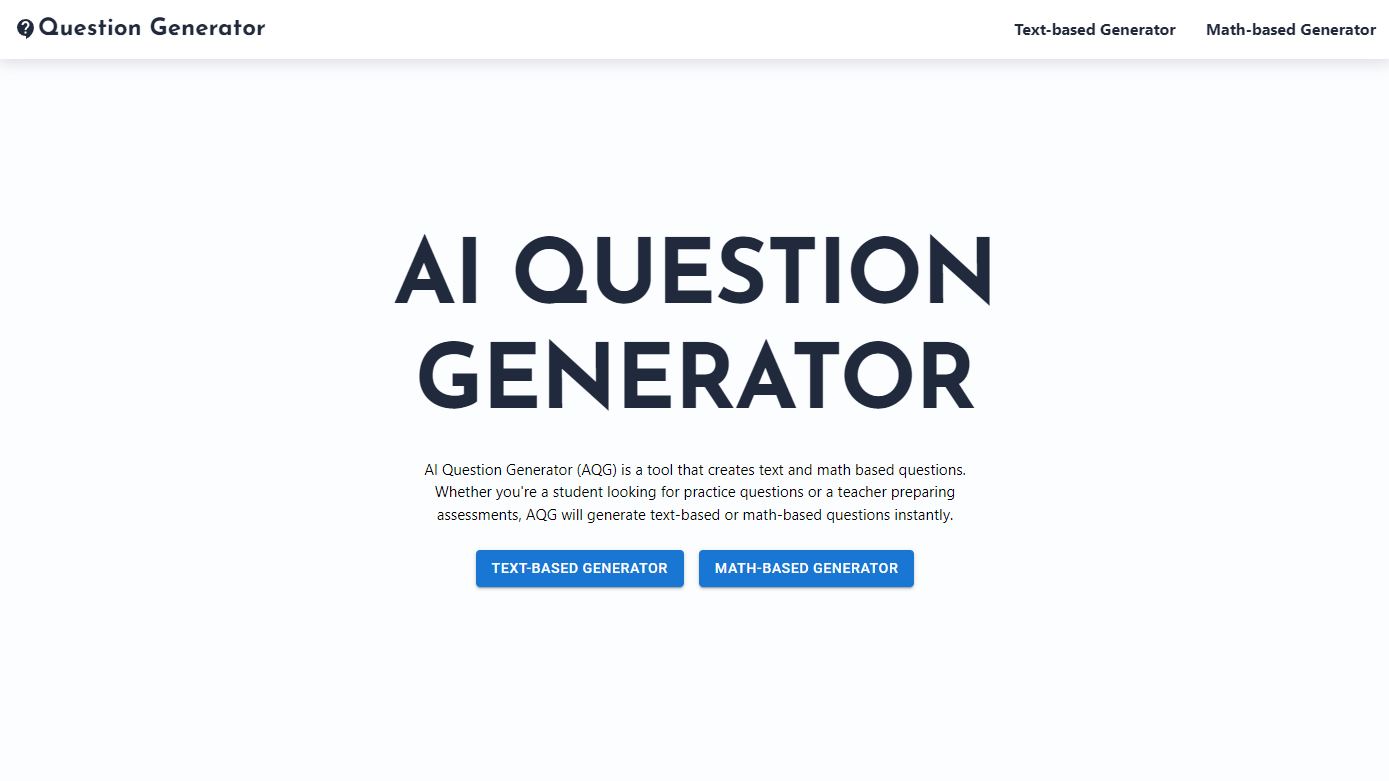 Question Generator
Text-based Generator
Math-based Generator
AI QUESTION
GENERATOR
AI Question Generator (AQG) is a tool that creates text and math based questions.
Whether you're a student looking for practice questions or a teacher preparing
assessments, AQG will generate text-based or math-based questions instantly.
TEXT-BASED GENERATOR
MATH-BASED GENERATOR